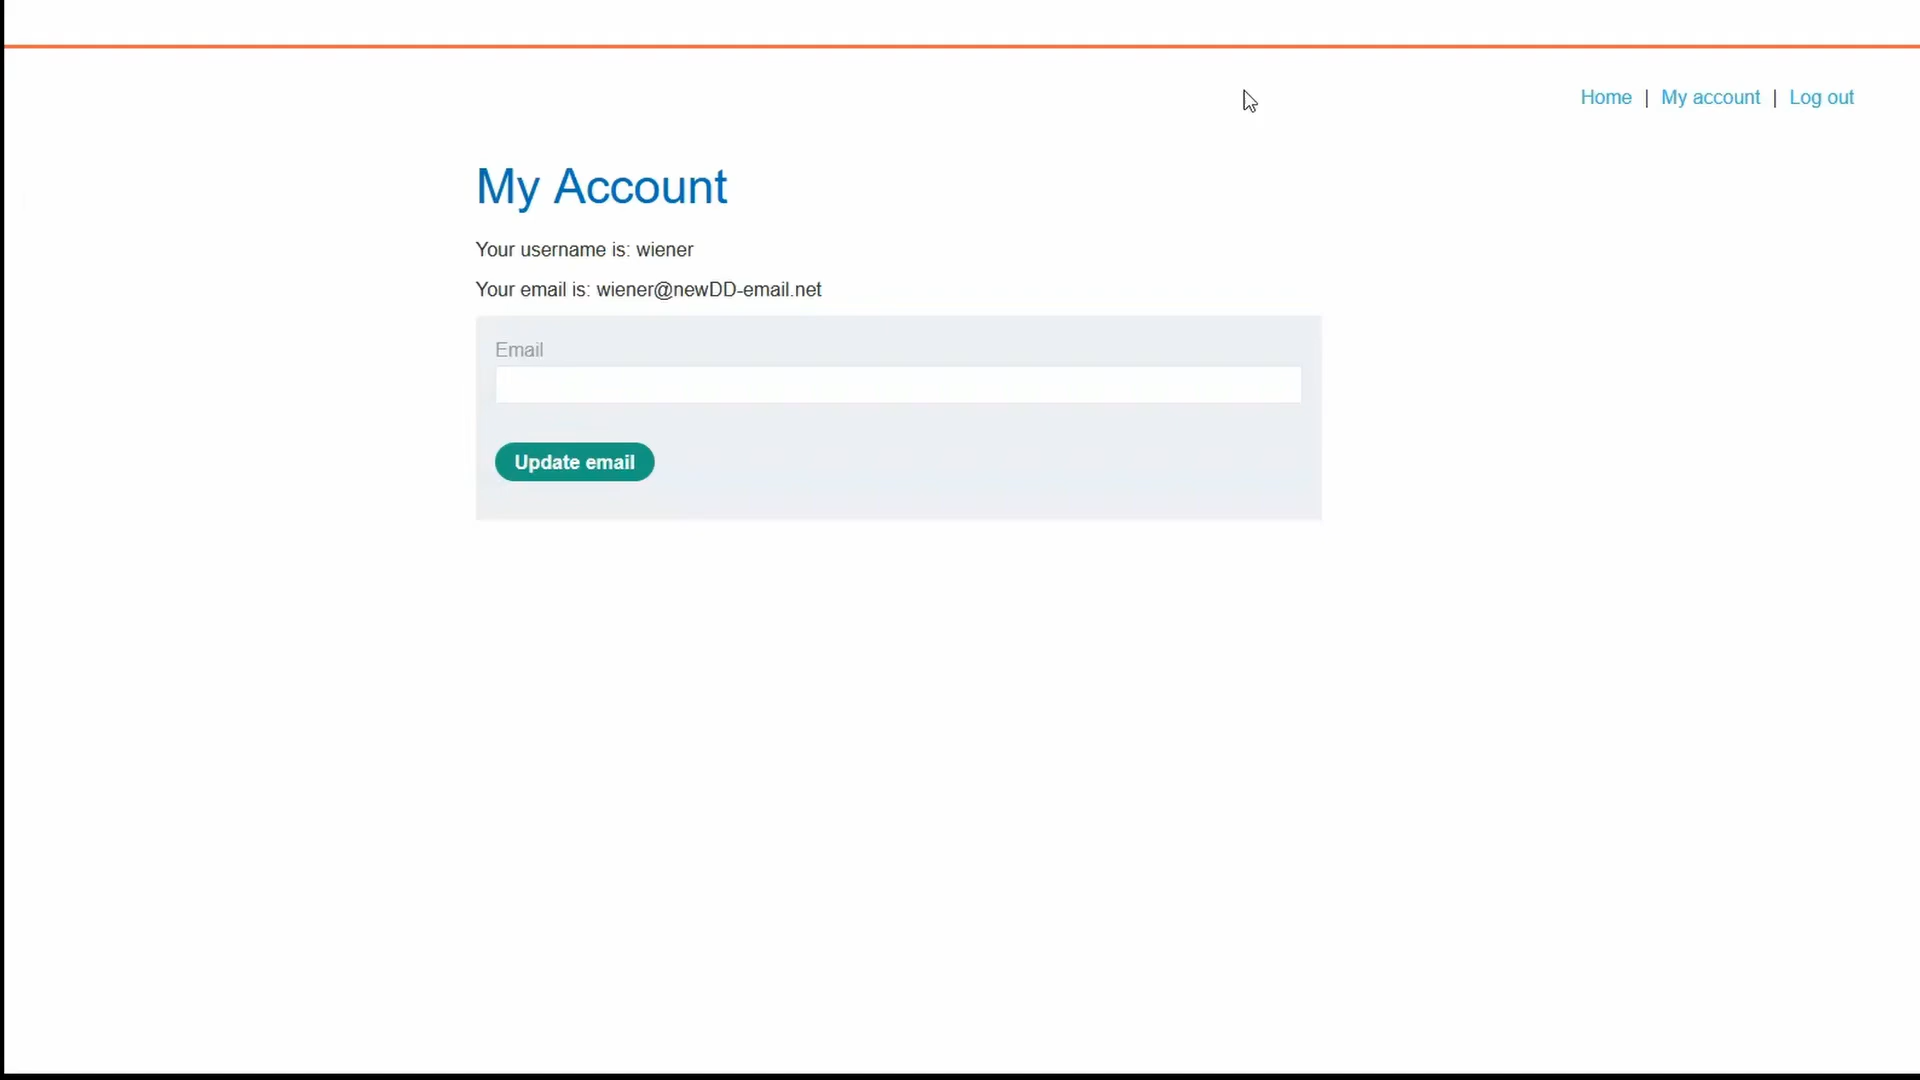 Home | My account | Log out
My Account
Your username is: wiener
Your email is: wiener@newDD-email.net
Email
Update email